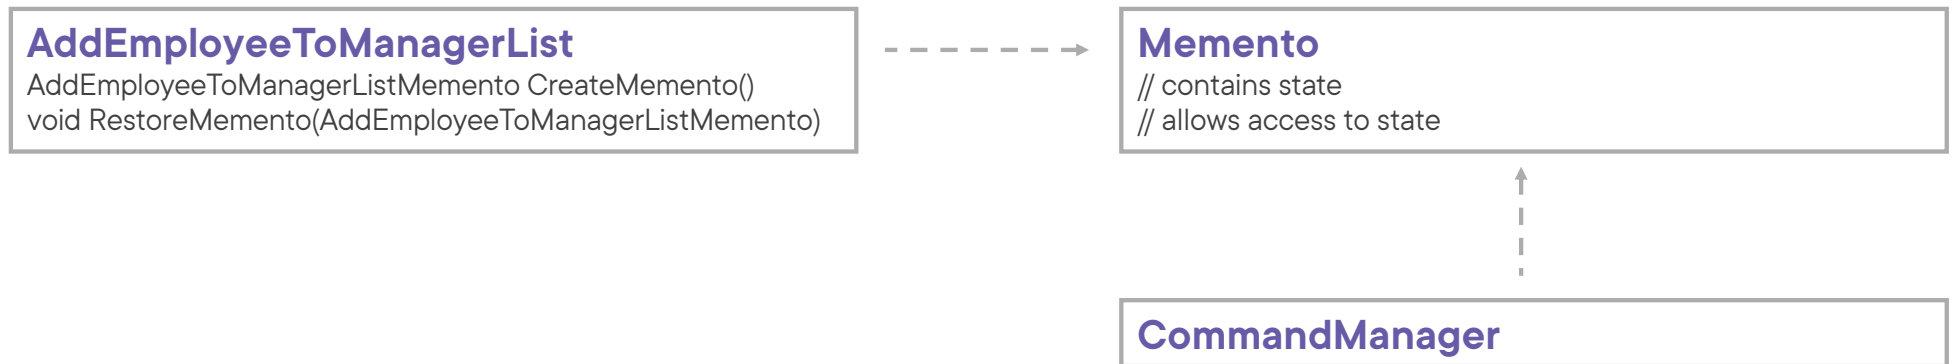 AddEmployeeToManagerList
AddEmployeeToManagerListMemento CreateMemento()
void RestoreMemento(AddEmployeeToManagerListMemento)
Memento
// contains state
// allows access to state
CommandManager